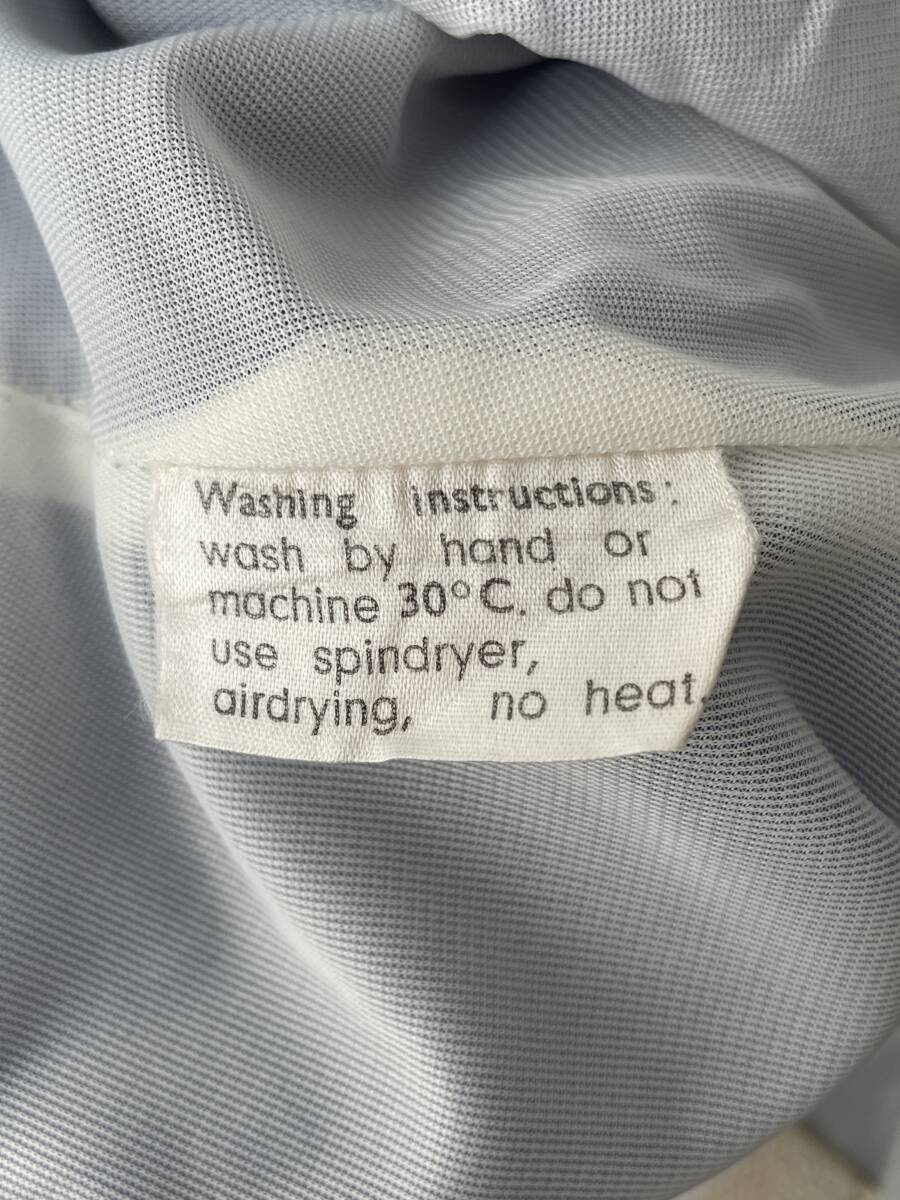 Washing instructions:
wash by hand or
machine 30°C. do not
use spindryer,
airdrying, no heat.